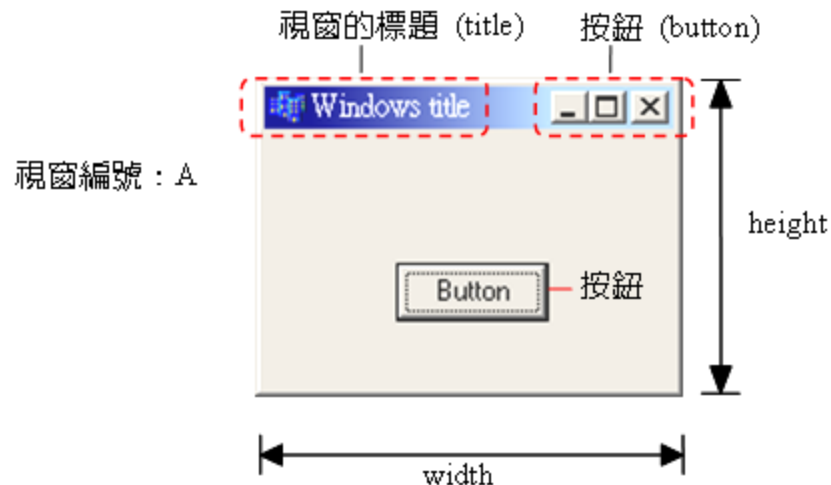 視窗的標題 (title)
按鈕 (button)
Windows title
視窗編號：A
height
Button
按鈕
width